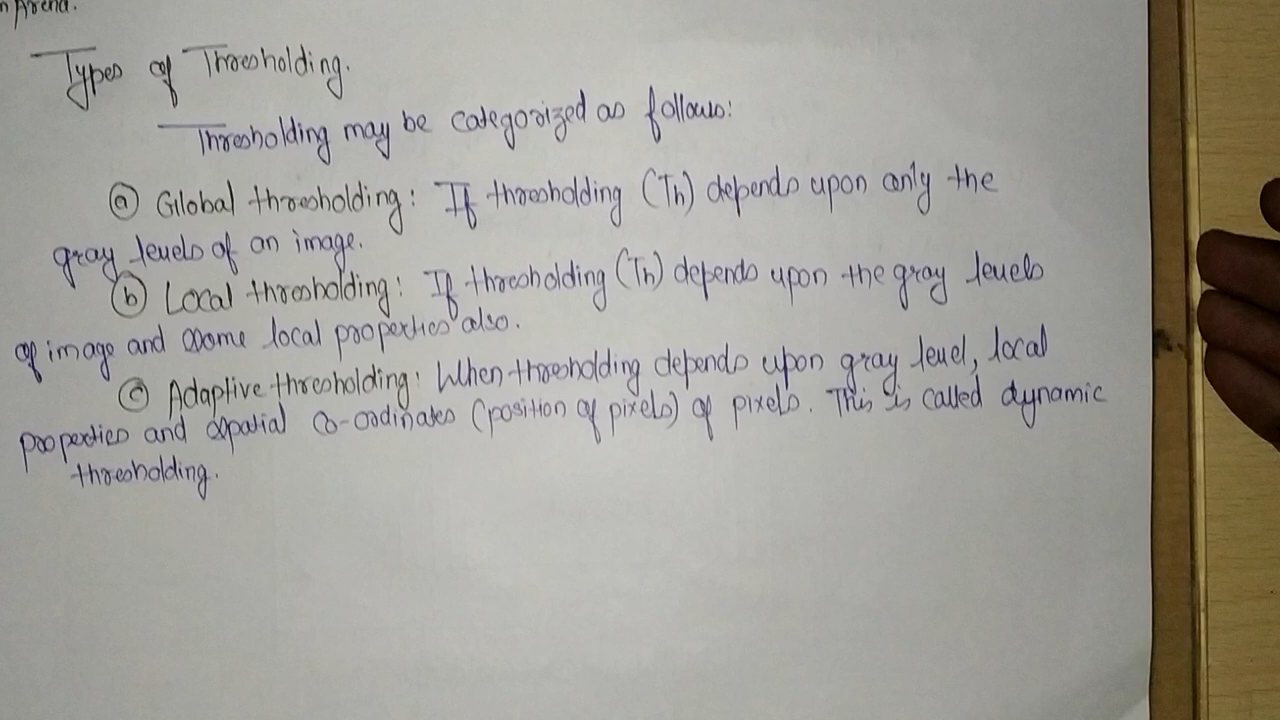 n Arena.
Types of Thresholding.
Thresholding may be categorized as follows:
ⓐ Global thresholding: If thresholding (Th) depends upon only the
gray levels of an image.
ⓑ Local thresholding: If thresholding (Th) depends upon the gray levels
of image and some local properties also.
ⓒ Adaptive thresholding: When thresholding depends upon gray level, local
properties and spatial co-ordinates (position of pixels) of pixels. This is called dynamic
thresholding.